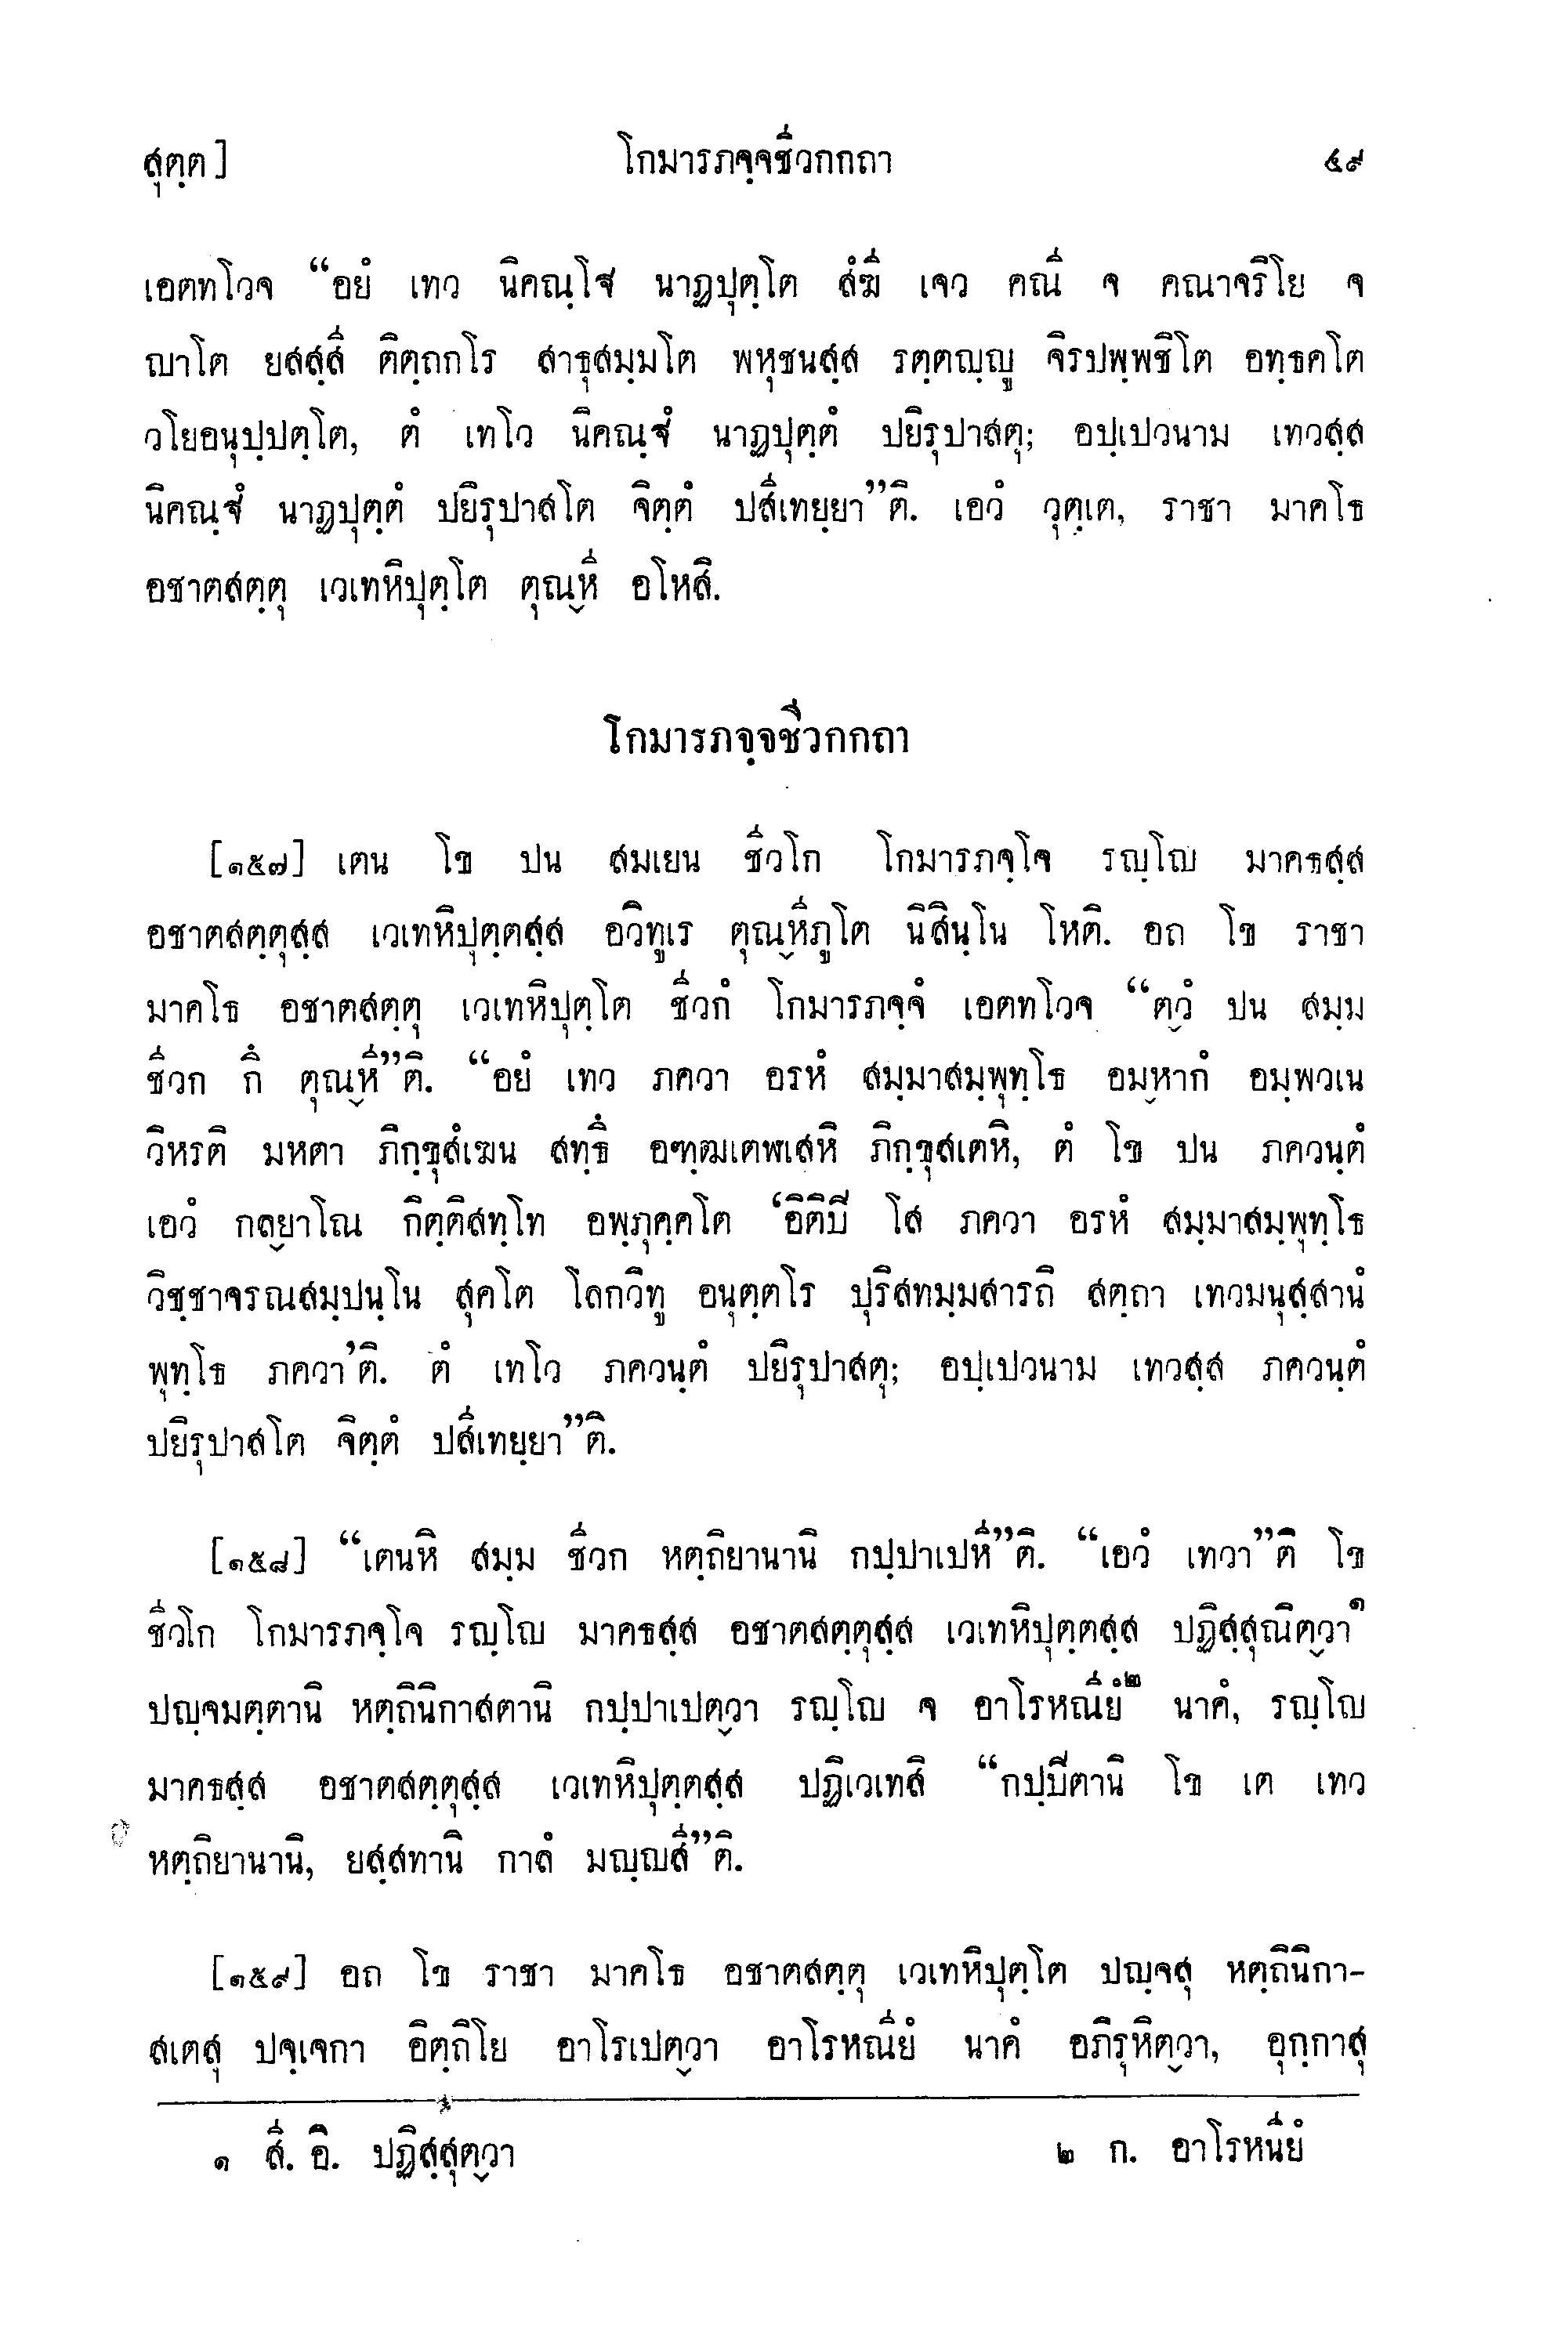 สุตฺต]
โกมารภจฺจชีวกกถา
๕๙
เอตทโวจ “อยํ เทว นิคณฺโฐ นาฏปุตฺโต สํฆี เจว คณี จ คณาจริโย จ
ญาโต ยสสฺสี ติตฺถกโร สาธุสมฺมโต พหุชนสฺส รตฺตญฺญู จิรปพฺพชิโต อทฺธคโต
วโยอนุปฺปตฺโต, ตํ เทโว นิคณฺฐํ นาฏปุตฺตํ ปยิรุปาสตุ; อปฺเปวนาม เทวสฺส
นิคณฺฐํ นาฏปุตฺตํ ปยิรุปาสโต จิตฺตํ ปสีเทยฺยา”ติ. เอวํ วุตฺเต, ราชา มาคโธ
อชาตสตฺตุ เวเทหิปุตฺโต ตุณฺหี อโหสิ.
โกมารภจฺจชีวกกถา
[๑๕๗] เตน โข ปน สมเยน ชีวโก โกมารภจฺโจ รญฺโญ มาคธสฺส
อชาตสตฺตุสฺส เวเทหิปุตฺตสฺส อวิทูเร ตุณฺหีภูโต นิสินฺโน โหติ. อถ โข ราชา
มาคโธ อชาตสตฺตุ เวเทหิปุตฺโต ชีวกํ โกมารภจฺจํ เอตทโวจ “ตฺวํ ปน สมฺม
ชีวก กึ ตุณฺหี”ติ. “อยํ เทว ภควา อรหํ สมฺมาสมฺพุทฺโธ อมฺหากํ อมฺพวเน
วิหรติ มหตา ภิกฺขุสํเฆน สทฺธึ อฑฺฒเตฬเสหิ ภิกฺขุสเตหิ, ตํ โข ปน ภควนฺตํ
เอวํ กลฺยาโณ กิตฺติสทฺโท อพฺภุคฺคโต ‘อิติปิ โส ภควา อรหํ สมฺมาสมฺพุทฺโธ
วิชฺชาจรณสมฺปนฺโน สุคโต โลกวิทู อนุตฺตโร ปุริสทมฺมสารถิ สตฺถา เทวมนุสฺสานํ
พุทฺโธ ภควา’ติ. ตํ เทโว ภควนฺตํ ปยิรุปาสตุ; อปฺเปวนาม เทวสฺส ภควนฺตํ
ปยิรุปาสโต จิตฺตํ ปสีเทยฺยา”ติ.
[๑๕๘] “เตนหิ สมฺม ชีวก หตฺถิยานานิ กปฺปาเปหี”ติ. “เอวํ เทวา”ติ โข
ชีวโก โกมารภจฺโจ รญฺโญ มาคธสฺส อชาตสตฺตุสฺส เวเทหิปุตฺตสฺส ปฏิสฺสุณิตฺวา๑
ปญฺจมตฺตานิ หตฺถินิกาสตานิ กปฺปาเปตฺวา รญฺโญ จ อาโรหณียํ๒ นาคํ, รญฺโญ
มาคธสฺส อชาตสตฺตุสฺส เวเทหิปุตฺตสฺส ปฏิเวเทสิ “กปฺปิตานิ โข เต เทว
หตฺถิยานานิ, ยสฺสทานิ กาลํ มญฺญสี”ติ.
[๑๕๙] อถ โข ราชา มาคโธ อชาตสตฺตุ เวเทหิปุตฺโต ปญฺจสุ หตฺถินิกา-
สเตสุ ปจฺเจกา อิตฺถิโย อาโรเปตฺวา อาโรหณียํ นาคํ อภิรุหิตฺวา, อุกฺกาสุ
๑ สี. อิ. ปฏิสฺสุตฺวา
๒ ก. อาโรหนียํ